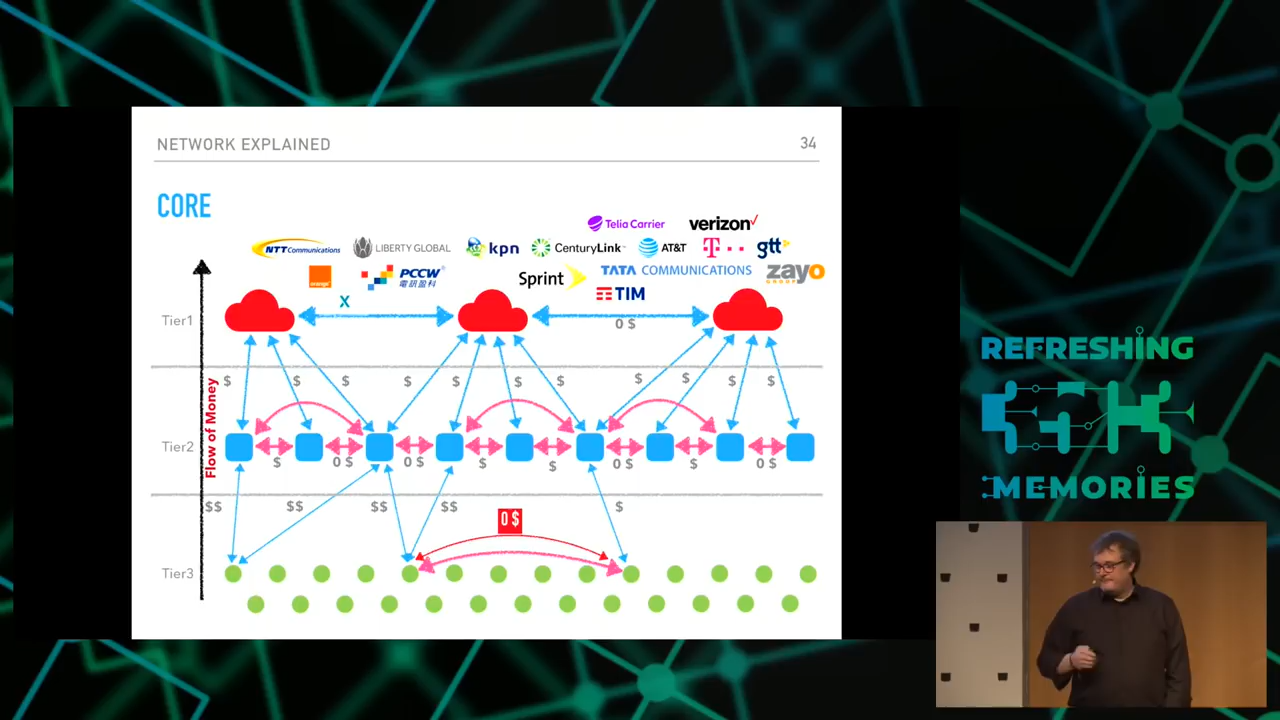 NETWORK EXPLAINED
34
CORE
Telia Carrier
verizon
NTT Communications
LIBERTY GLOBAL
kpn
CenturyLink
AT&T
T
gtt
orange
PCCW
電訊盈科
Sprint
TATA COMMUNICATIONS
zayo
GROUP
TIM
X
Tier1
0 $
$ $ $ $ $ $ $ $ $ $ $
Flow of Money
Tier2
$ 0 $ 0 $ $ $ 0 $ $ 0 $
$$ $$ $$ $$ $
0 $
Tier3
REFRESHING
MEMORIES